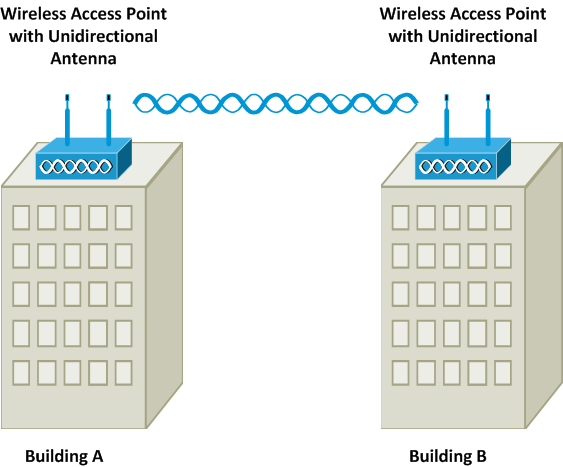 Wireless Access Point
with Unidirectional
Antenna
Wireless Access Point
with Unidirectional
Antenna
Building A
Building B